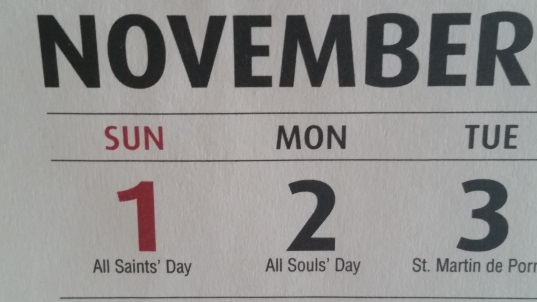 NOVEMBER
SUN MON TUE
1 2 3
All Saints' Day All Souls' Day St. Martin de